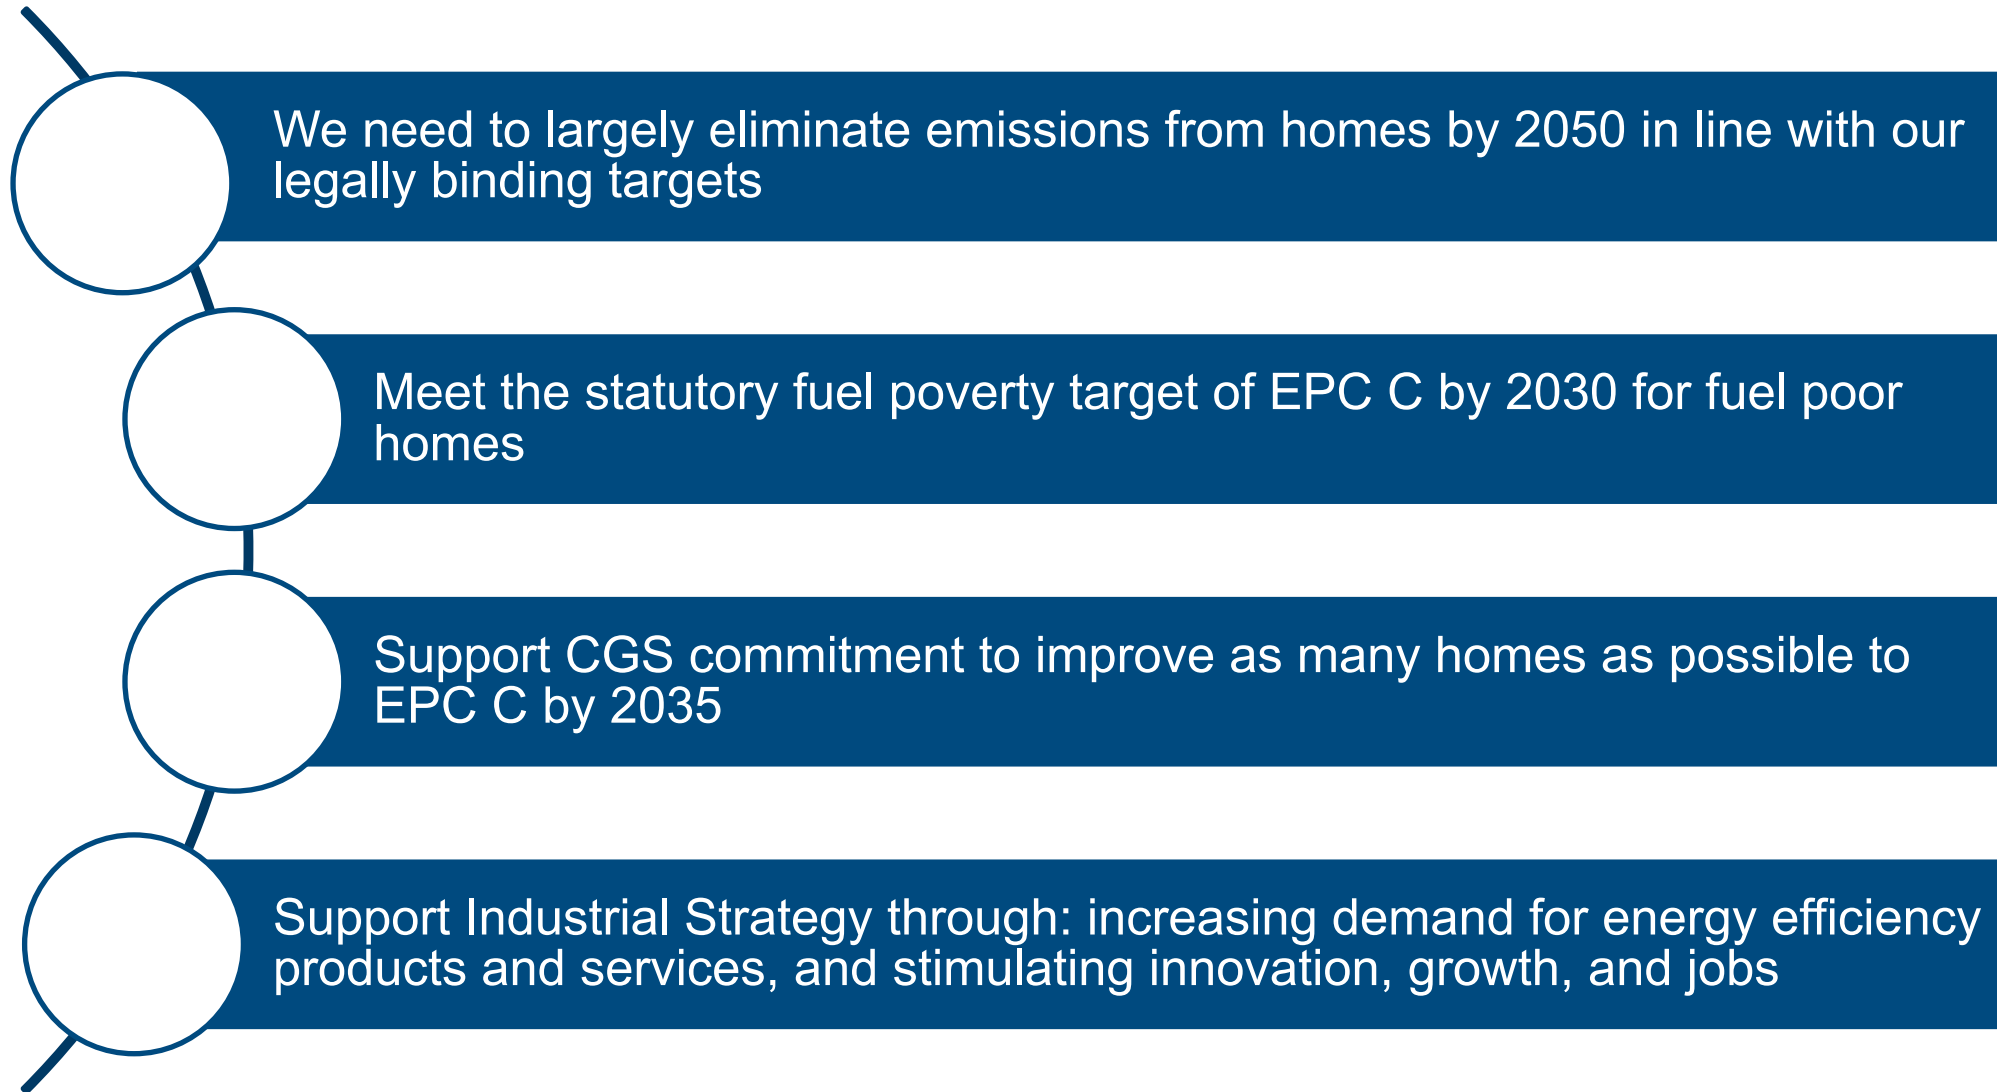 We need to largely eliminate emissions from homes by 2050 in line with our
legally binding targets
Meet the statutory fuel poverty target of EPC C by 2030 for fuel poor
homes
Support CGS commitment to improve as many homes as possible to
EPC C by 2035
Support Industrial Strategy through: increasing demand for energy efficiency
products and services, and stimulating innovation, growth, and jobs